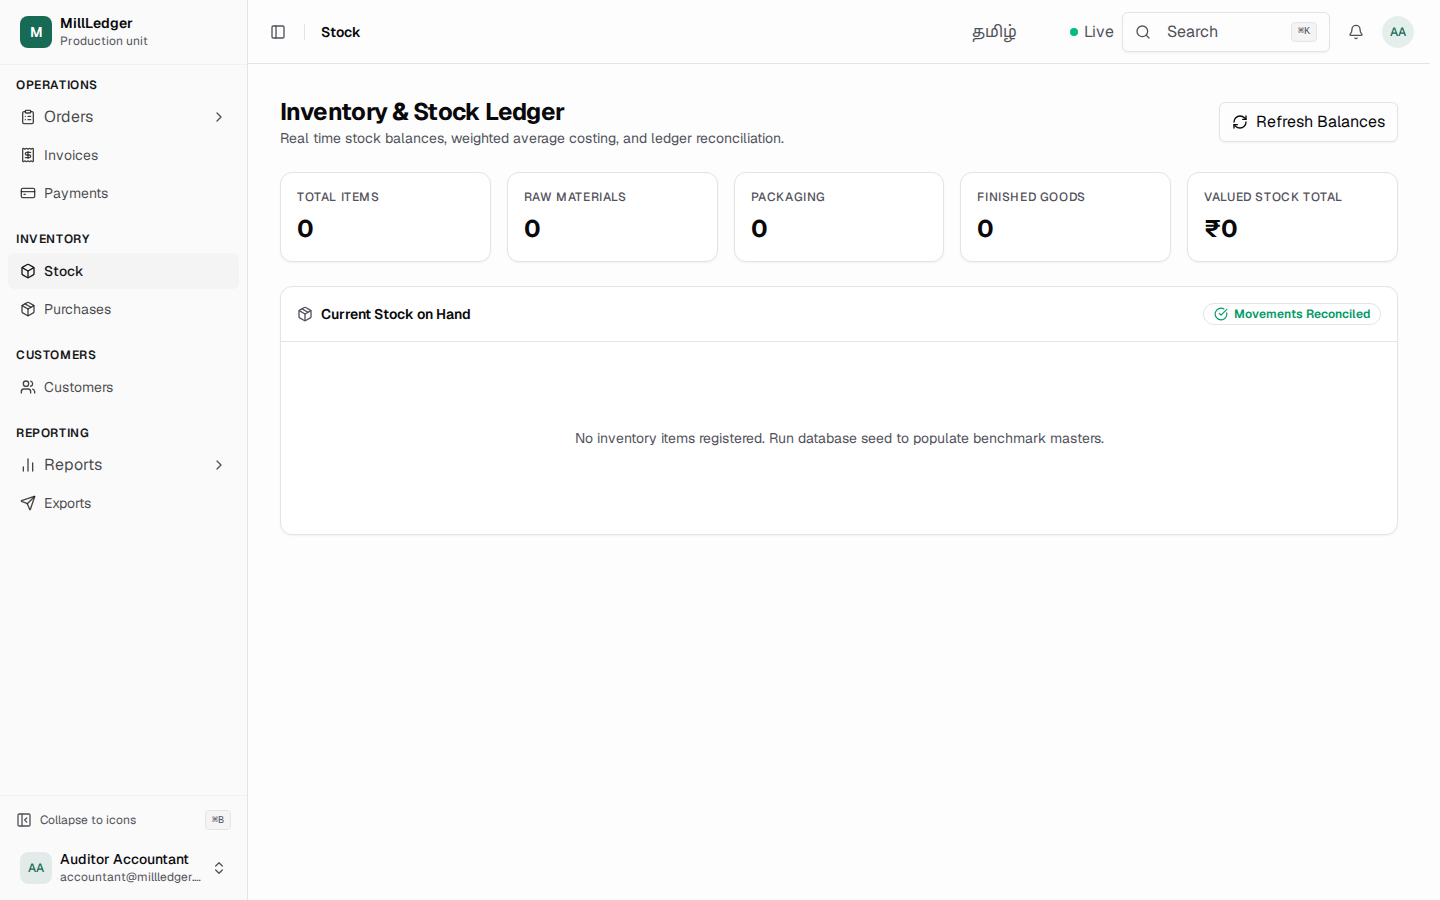 M
MillLedger
Production unit
OPERATIONS
Orders
Invoices
Payments
INVENTORY
Stock
Purchases
CUSTOMERS
Customers
REPORTING
Reports
Exports
Collapse to icons
⌘B
AA
Auditor Accountant
accountant@millledger....
Stock
தமிழ்
Live
Search
⌘K
AA
Inventory & Stock Ledger
Real time stock balances, weighted average costing, and ledger reconciliation.
Refresh Balances
TOTAL ITEMS
0
RAW MATERIALS
0
PACKAGING
0
FINISHED GOODS
0
VALUED STOCK TOTAL
₹0
Current Stock on Hand
Movements Reconciled
No inventory items registered. Run database seed to populate benchmark masters.